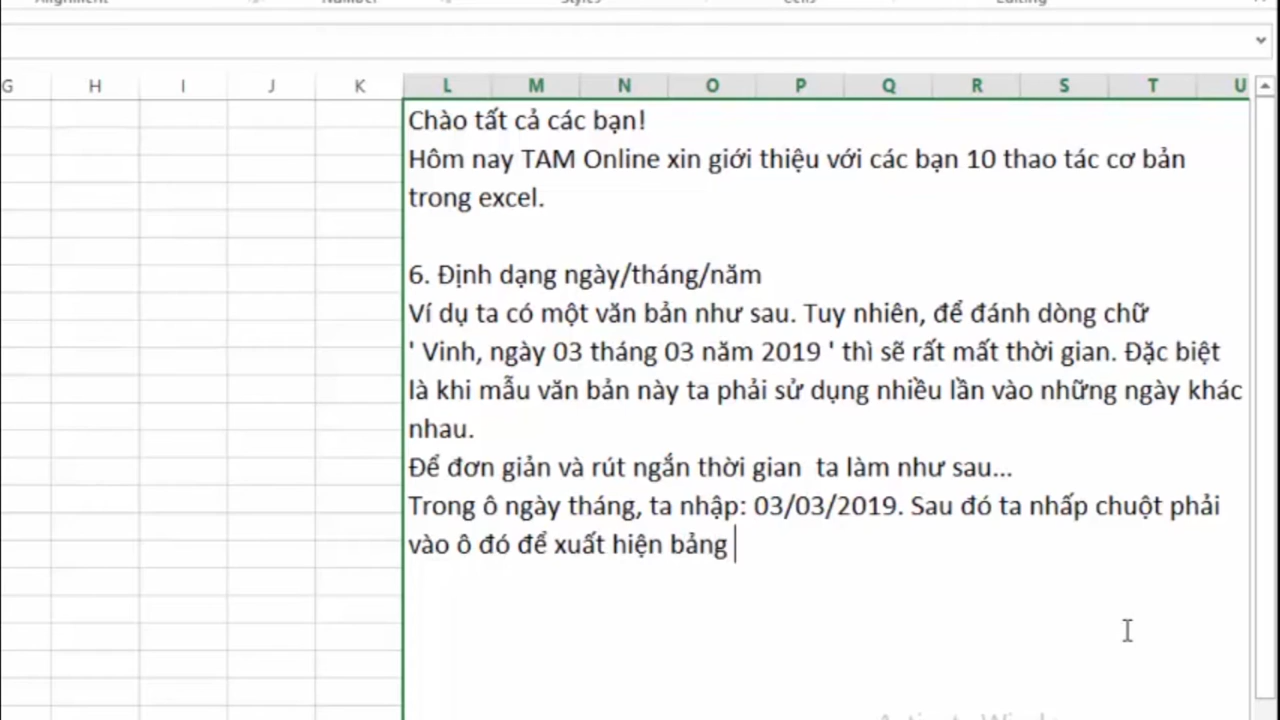 Alignment Number Styles Cells Editing
G H I J K L M N O P Q R S T U
Chào tất cả các bạn!
Hôm nay TAM Online xin giới thiệu với các bạn 10 thao tác cơ bản
trong excel.
6. Định dạng ngày/tháng/năm
Ví dụ ta có một văn bản như sau. Tuy nhiên, để đánh dòng chữ
' Vinh, ngày 03 tháng 03 năm 2019 ' thì sẽ rất mất thời gian. Đặc biệt
là khi mẫu văn bản này ta phải sử dụng nhiều lần vào những ngày khác
nhau.
Để đơn giản và rút ngắn thời gian  ta làm như sau...
Trong ô ngày tháng, ta nhập: 03/03/2019. Sau đó ta nhấp chuột phải
vào ô đó để xuất hiện bảng